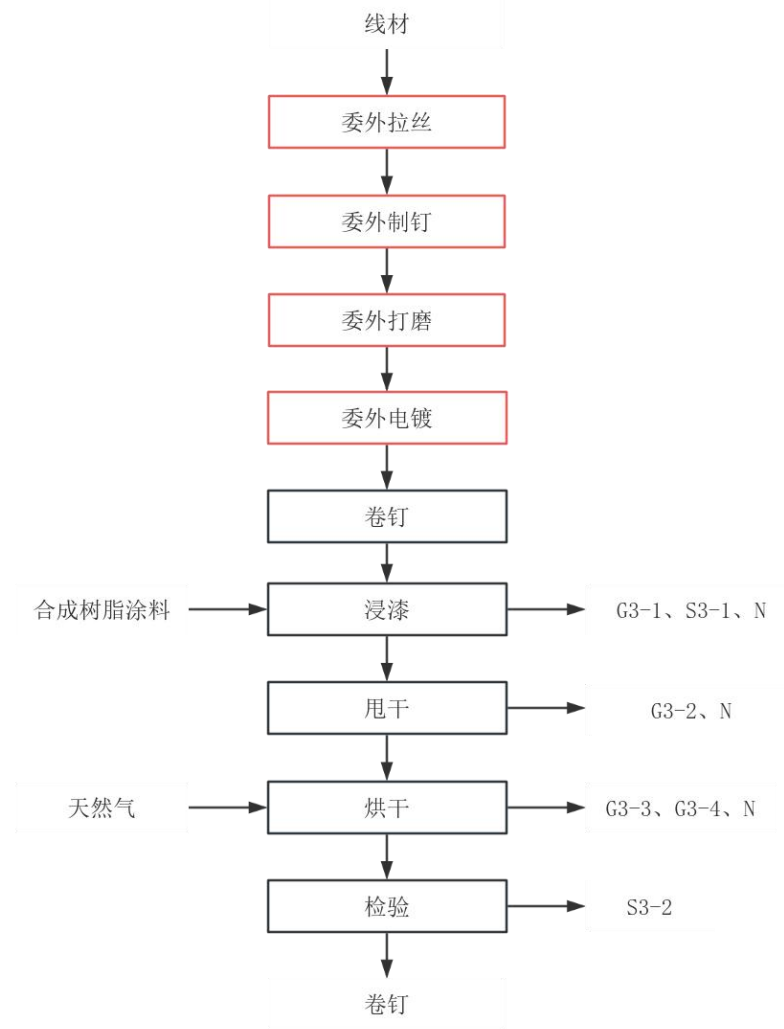 线材
委外拉丝
委外制钉
委外打磨
委外电镀
卷钉
合成树脂涂料
浸漆
G3-1、S3-1、N
甩干
G3-2、N
天然气
烘干
G3-3、G3-4、N
检验
S3-2
卷钉